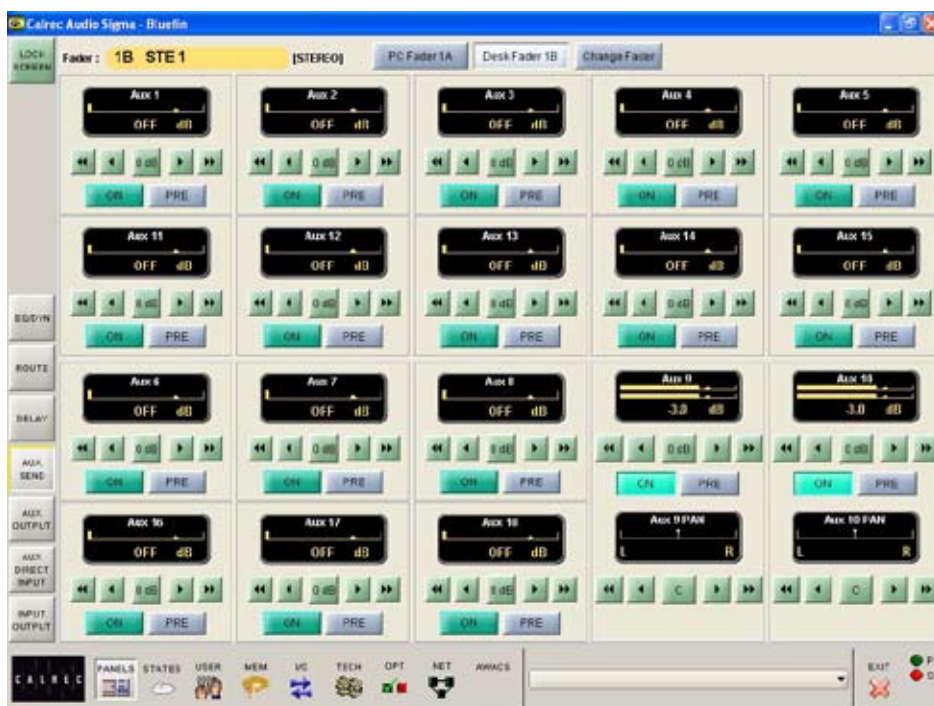 Calrec Audio Sigma - Bluefin
LOCK SCREEN
Fader : 1B STE 1 [STEREO] PC Fader 1A Desk Fader 1B Change Fader
Aux 1 Aux 2 Aux 3 Aux 4 Aux 5
OFF dB OFF dB OFF dB OFF dB OFF dB
0 dB 0 dB 0 dB 0 dB 0 dB
ON PRE ON PRE ON PRE ON PRE ON PRE
Aux 11 Aux 12 Aux 13 Aux 14 Aux 15
OFF dB OFF dB OFF dB OFF dB OFF dB
0 dB 0 dB 0 dB 0 dB 0 dB
EQ/DYN
ON PRE ON PRE ON PRE ON PRE ON PRE
ROUTE
Aux 6 Aux 7 Aux 8 Aux 9 Aux 10
OFF dB OFF dB OFF dB -3.0 dB -3.0 dB
DELAY
0 dB 0 dB 0 dB 0 dB 0 dB
AUX SEND
ON PRE ON PRE ON PRE ON PRE ON PRE
AUX OUTPUT
Aux 16 Aux 17 Aux 18 Aux 9 PAN Aux 10 PAN
OFF dB OFF dB OFF dB L R L R
AUX DIRECT INPUT
0 dB 0 dB 0 dB C C
INPUT OUTPUT
ON PRE ON PRE ON PRE
CALREC PANELS STATES USER MEM I/C TECH OPT NET AWACS EXIT P
S